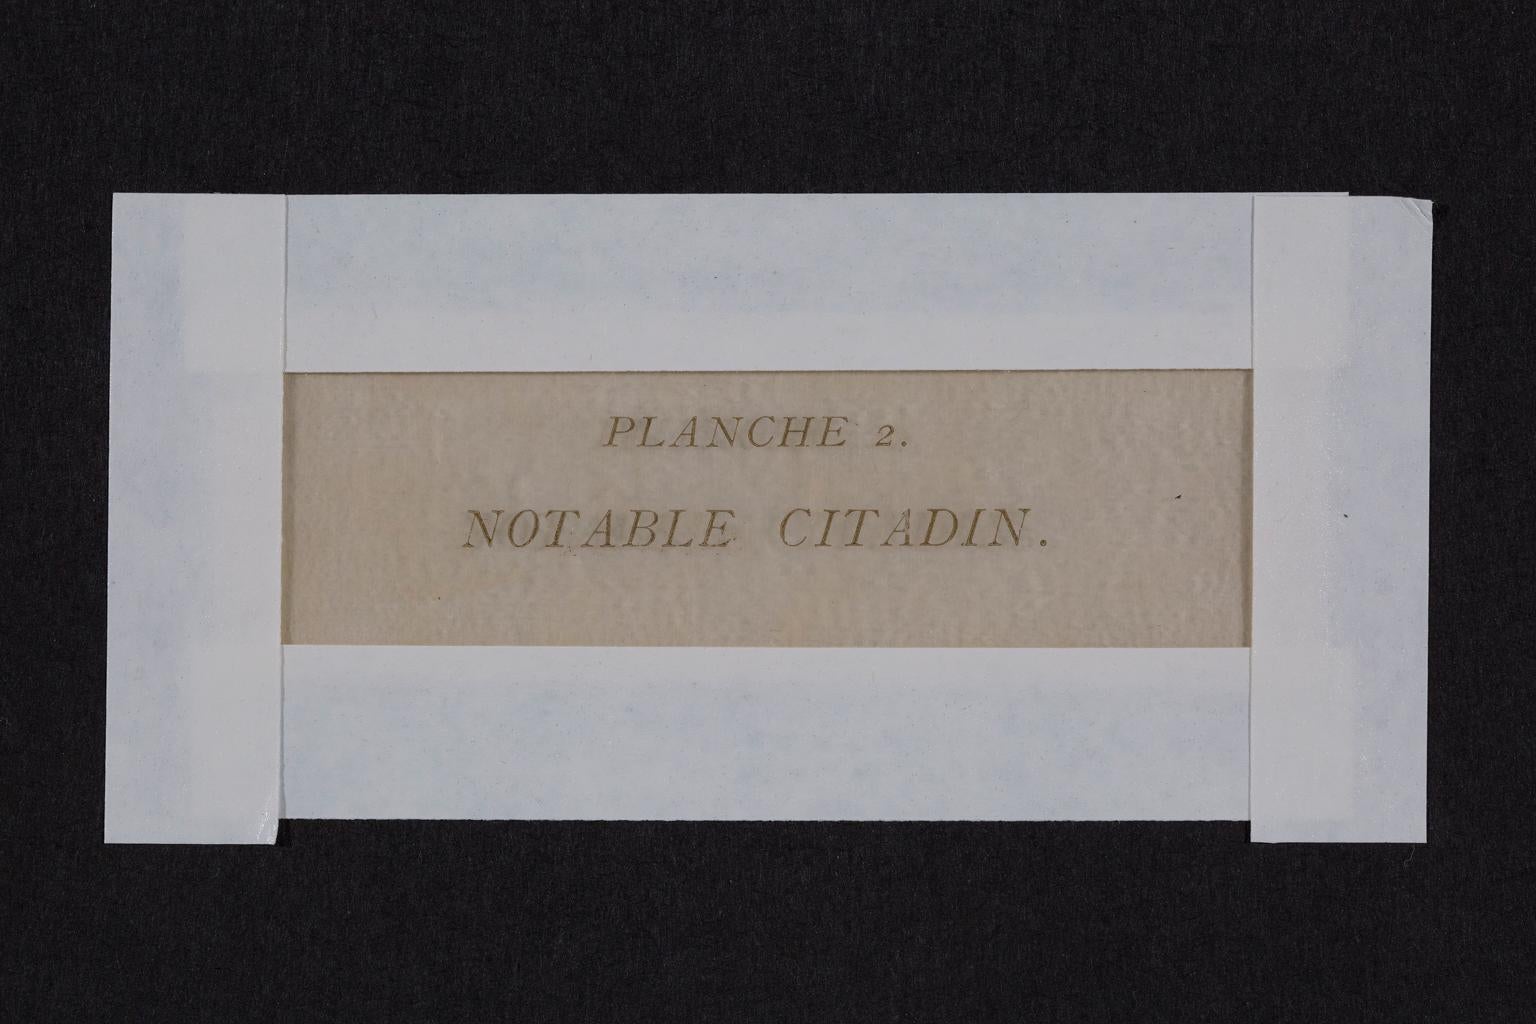 PLANCHE 2.
NOTABLE CITADIN.